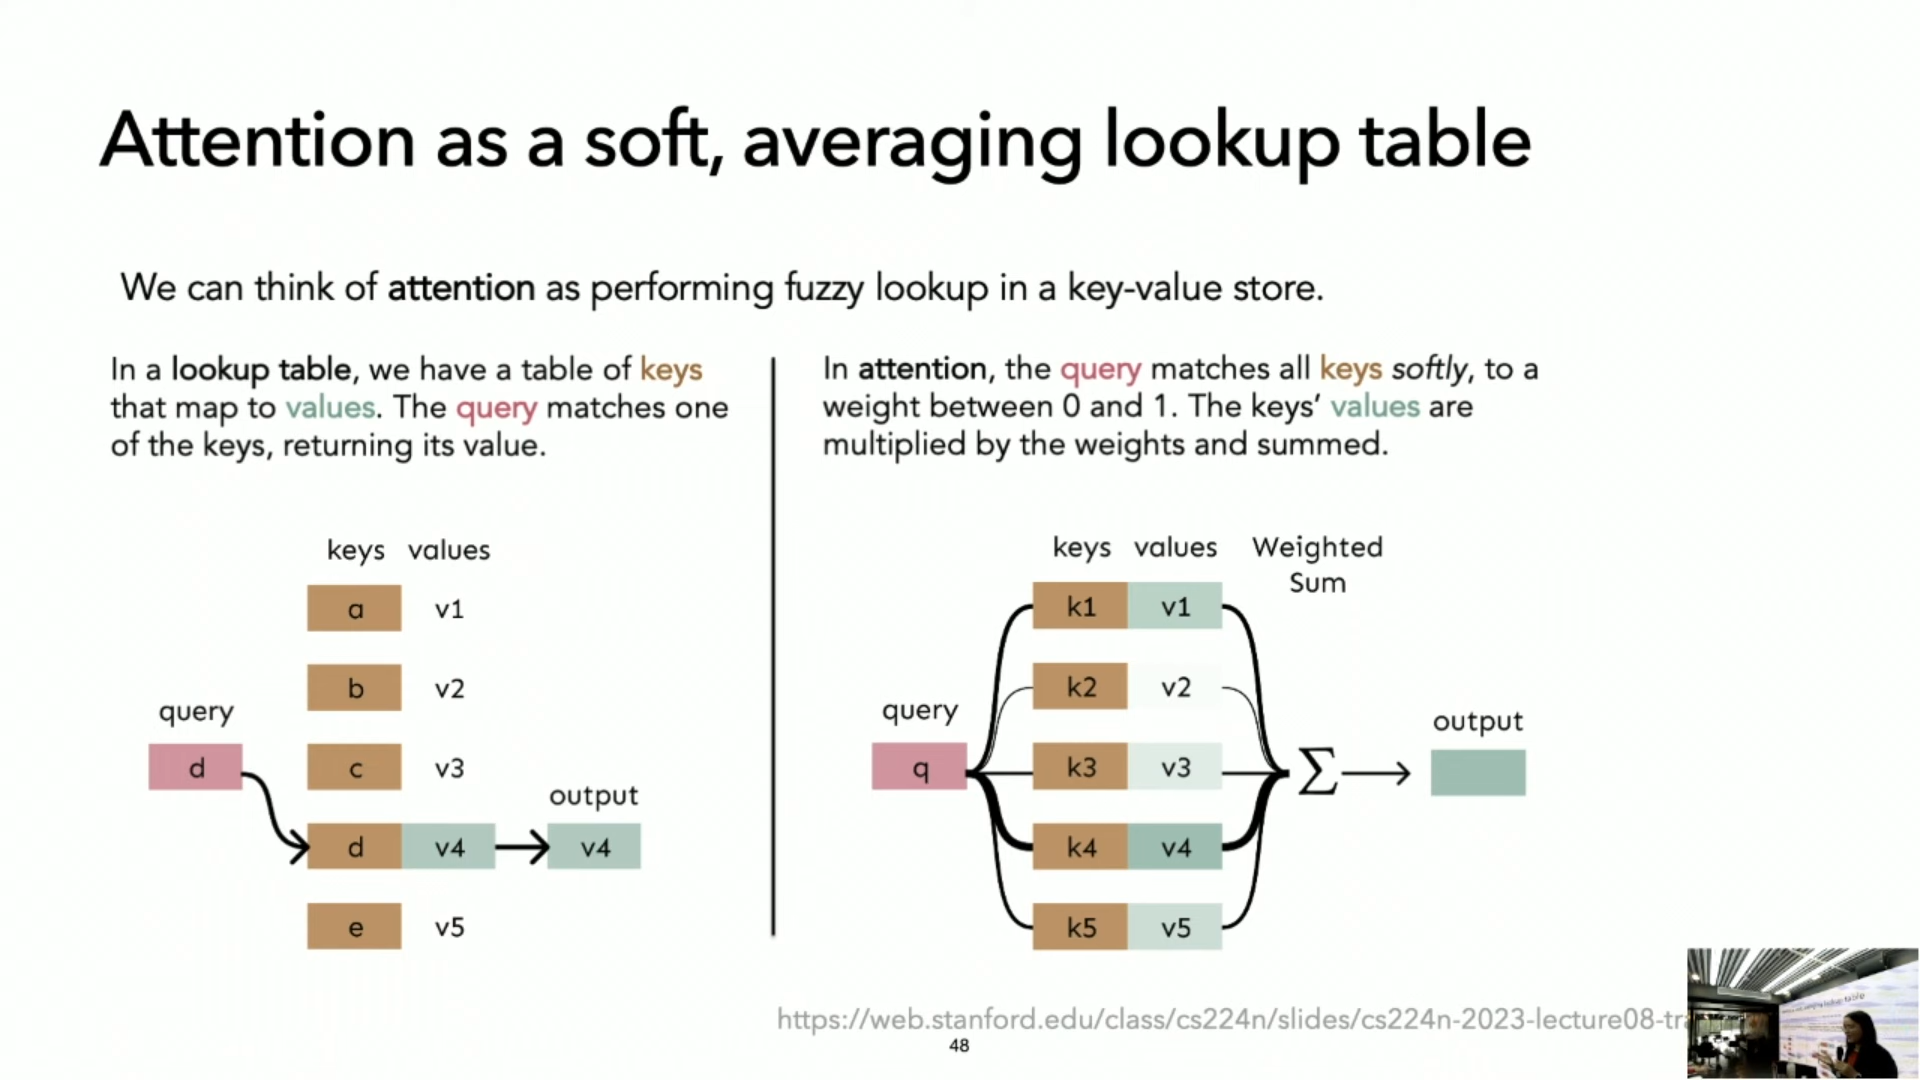 Attention as a soft, averaging lookup table
We can think of attention as performing fuzzy lookup in a key-value store.
In a lookup table, we have a table of keys
that map to values. The query matches one
of the keys, returning its value.
In attention, the query matches all keys softly, to a
weight between 0 and 1. The keys' values are
multiplied by the weights and summed.
keys values
a v1
b v2
query
d
c v3
output
d v4 v4
e v5
keys values Weighted
Sum
k1 v1
k2 v2
query
q
k3 v3
Σ
output
k4 v4
k5 v5
https://web.stanford.edu/class/cs224n/slides/cs224n-2023-lecture08-tr
48